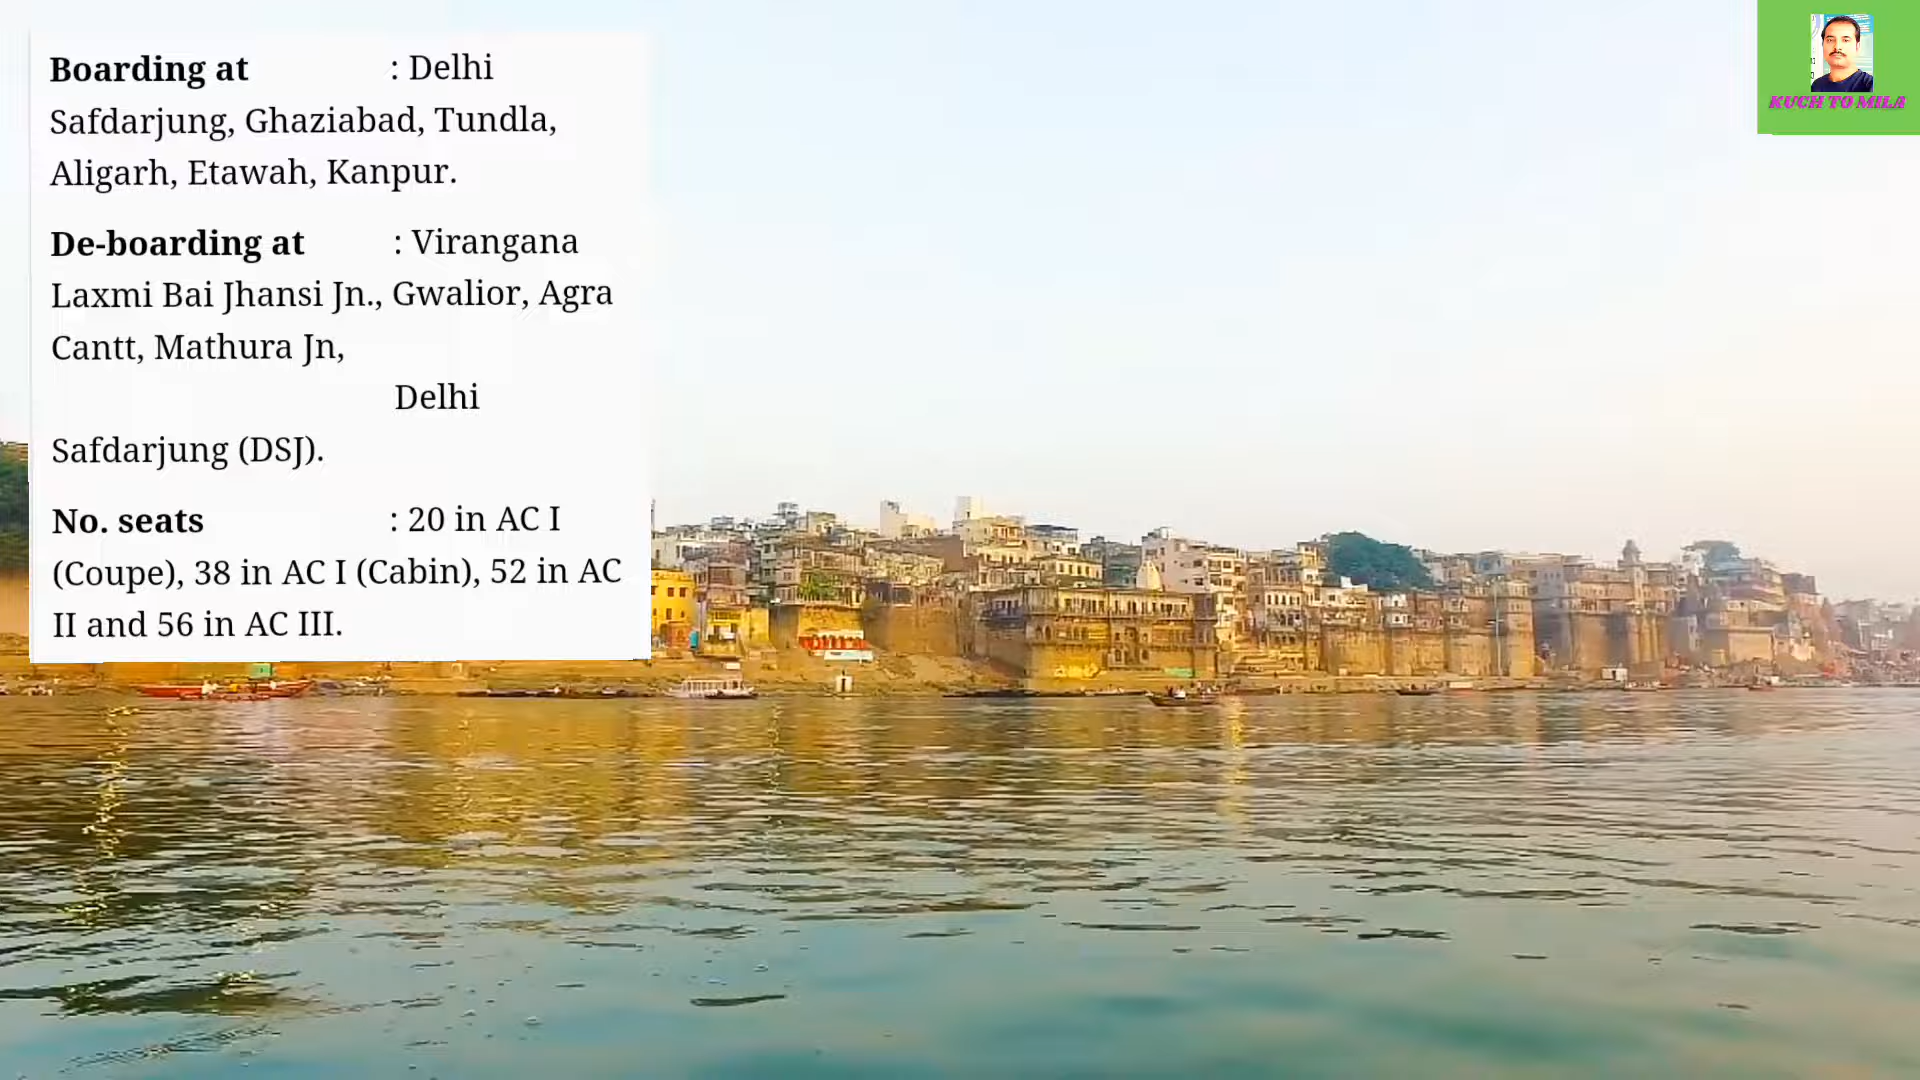 Boarding at : Delhi
Safdarjung, Ghaziabad, Tundla,
Aligarh, Etawah, Kanpur.
De-boarding at : Virangana
Laxmi Bai Jhansi Jn., Gwalior, Agra
Cantt, Mathura Jn,
Delhi
Safdarjung (DSJ).
No. seats : 20 in AC I
(Coupe), 38 in AC I (Cabin), 52 in AC
II and 56 in AC III.
KUCH TO MILA